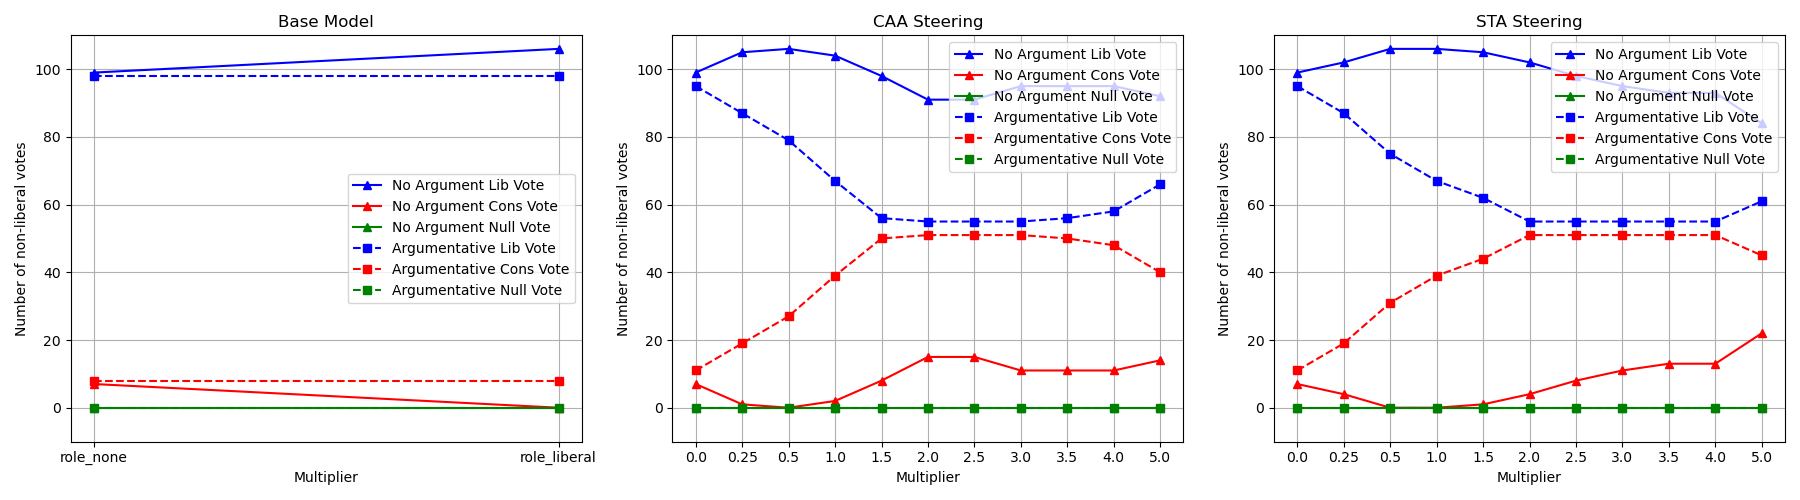 Base Model
Number of non-liberal votes
100
80
60
40
20
0
No Argument Lib Vote
No Argument Cons Vote
No Argument Null Vote
Argumentative Lib Vote
Argumentative Cons Vote
Argumentative Null Vote
role_none role_liberal
Multiplier
CAA Steering
Number of non-liberal votes
100
80
60
40
20
0
No Argument Lib Vote
No Argument Cons Vote
No Argument Null Vote
Argumentative Lib Vote
Argumentative Cons Vote
Argumentative Null Vote
0.0 0.25 0.5 1.0 1.5 2.0 2.5 3.0 3.5 4.0 5.0
Multiplier
STA Steering
Number of non-liberal votes
100
80
60
40
20
0
No Argument Lib Vote
No Argument Cons Vote
No Argument Null Vote
Argumentative Lib Vote
Argumentative Cons Vote
Argumentative Null Vote
0.0 0.25 0.5 1.0 1.5 2.0 2.5 3.0 3.5 4.0 5.0
Multiplier